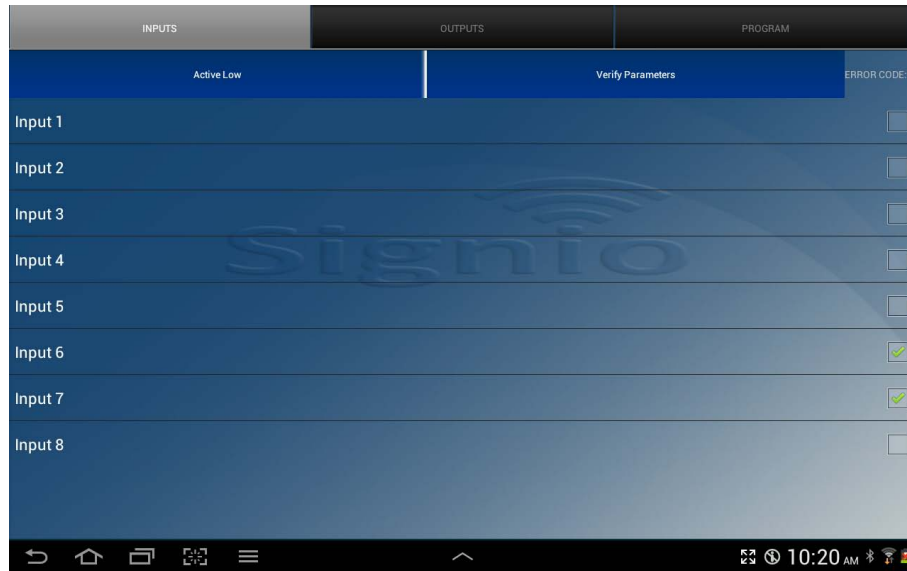 INPUTS OUTPUTS PROGRAM
Active Low Verify Parameters ERROR CODE:
Input 1
Input 2
Input 3
Signio
Input 4
Input 5
Input 6
Input 7
Input 8
10:20 AM